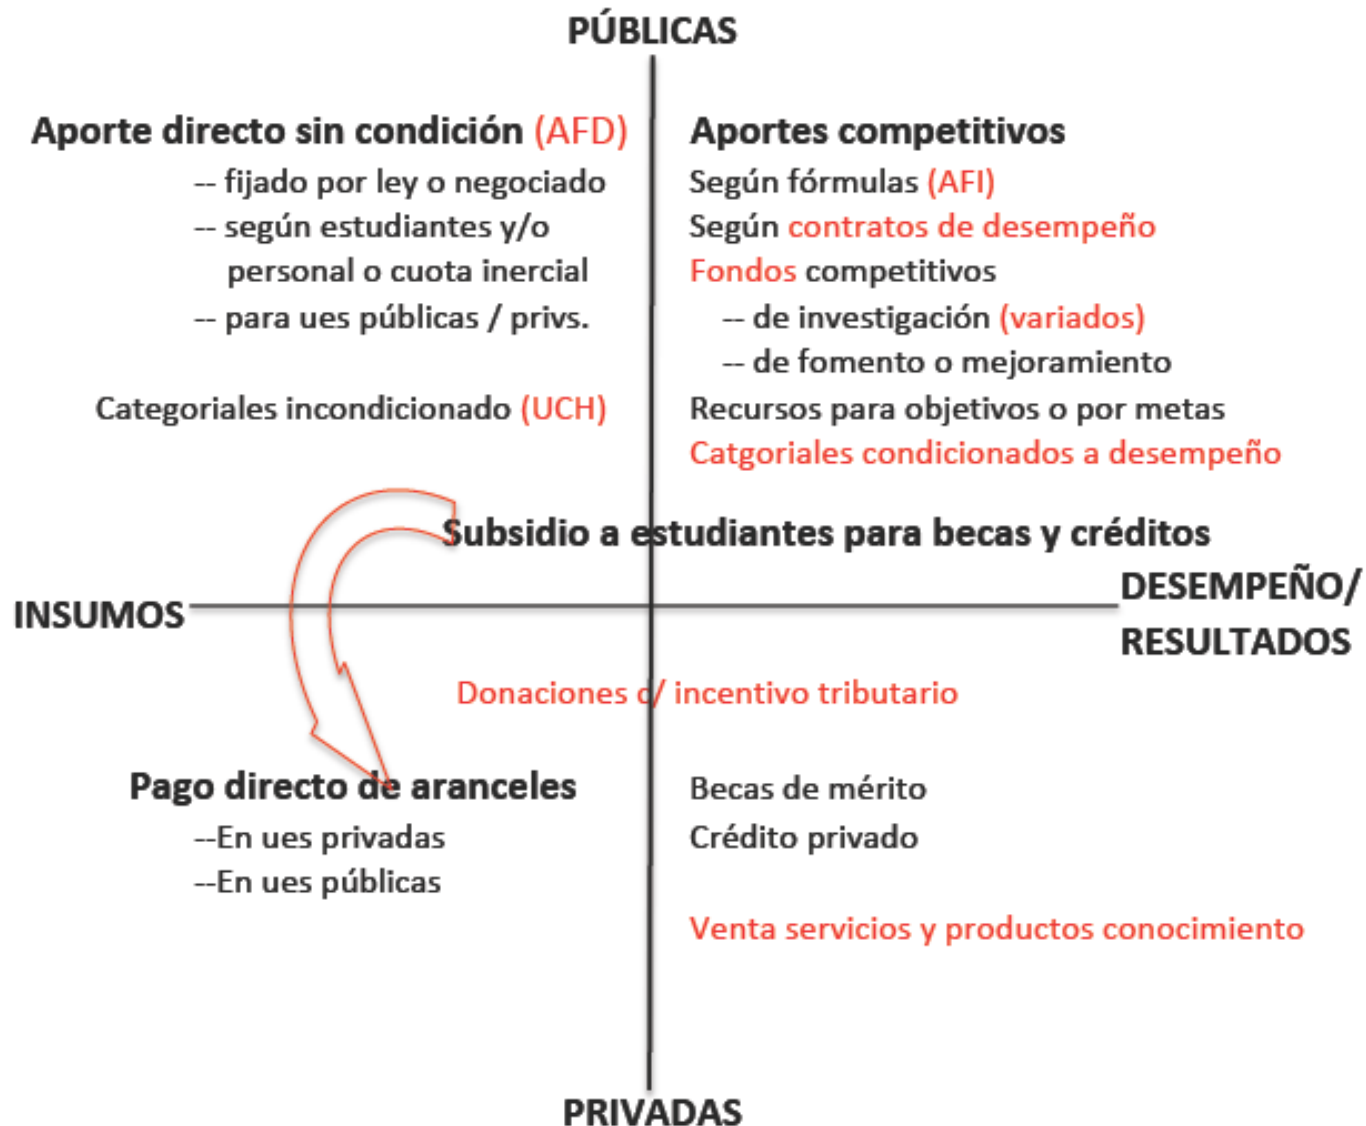 PÚBLICAS
Aporte directo sin condición (AFD)
-- fijado por ley o negociado
-- según estudiantes y/o
personal o cuota inercial
-- para ues públicas / privs.
Categoriales incondicionado (UCH)
Aportes competitivos
Según fórmulas (AFI)
Según contratos de desempeño
Fondos competitivos
-- de investigación (variados)
-- de fomento o mejoramiento
Recursos para objetivos o por metas
Catgoriales condicionados a desempeño
Subsidio a estudiantes para becas y créditos
INSUMOS
DESEMPEÑO/
RESULTADOS
Donaciones c/ incentivo tributario
Pago directo de aranceles
--En ues privadas
--En ues públicas
Becas de mérito
Crédito privado
Venta servicios y productos conocimiento
PRIVADAS